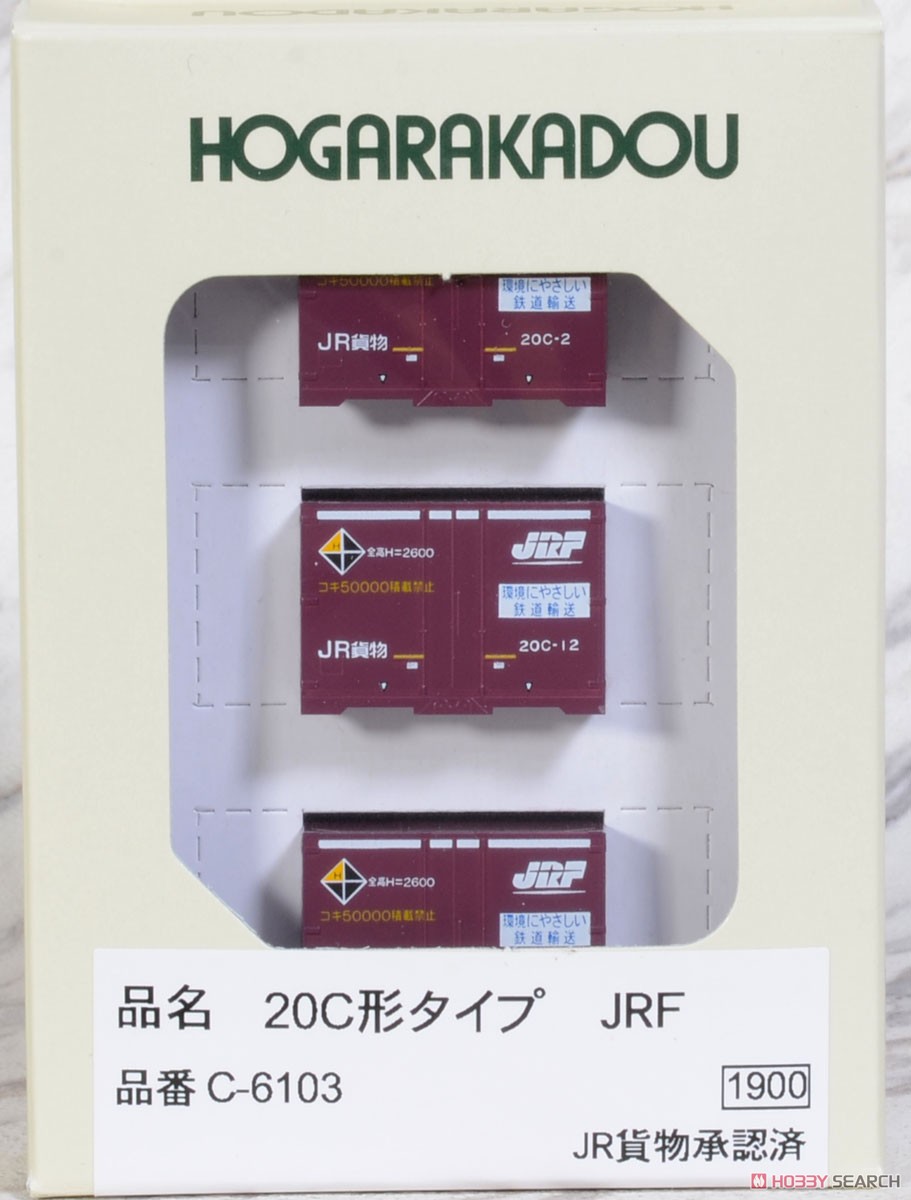 HOGARAKADOU
コキ50000積載禁止
環境にやさしい
鉄道輸送
JR貨物
20C-2
H 全高H=2600
JRF
コキ50000積載禁止
環境にやさしい
鉄道輸送
JR貨物
20C-12
H 全高H=2600
JRF
コキ50000積載禁止
環境にやさしい
鉄道輸送
品名 20C形タイプ JRF
品番 C-6103
1900
JR貨物承認済
HOBBY SEARCH